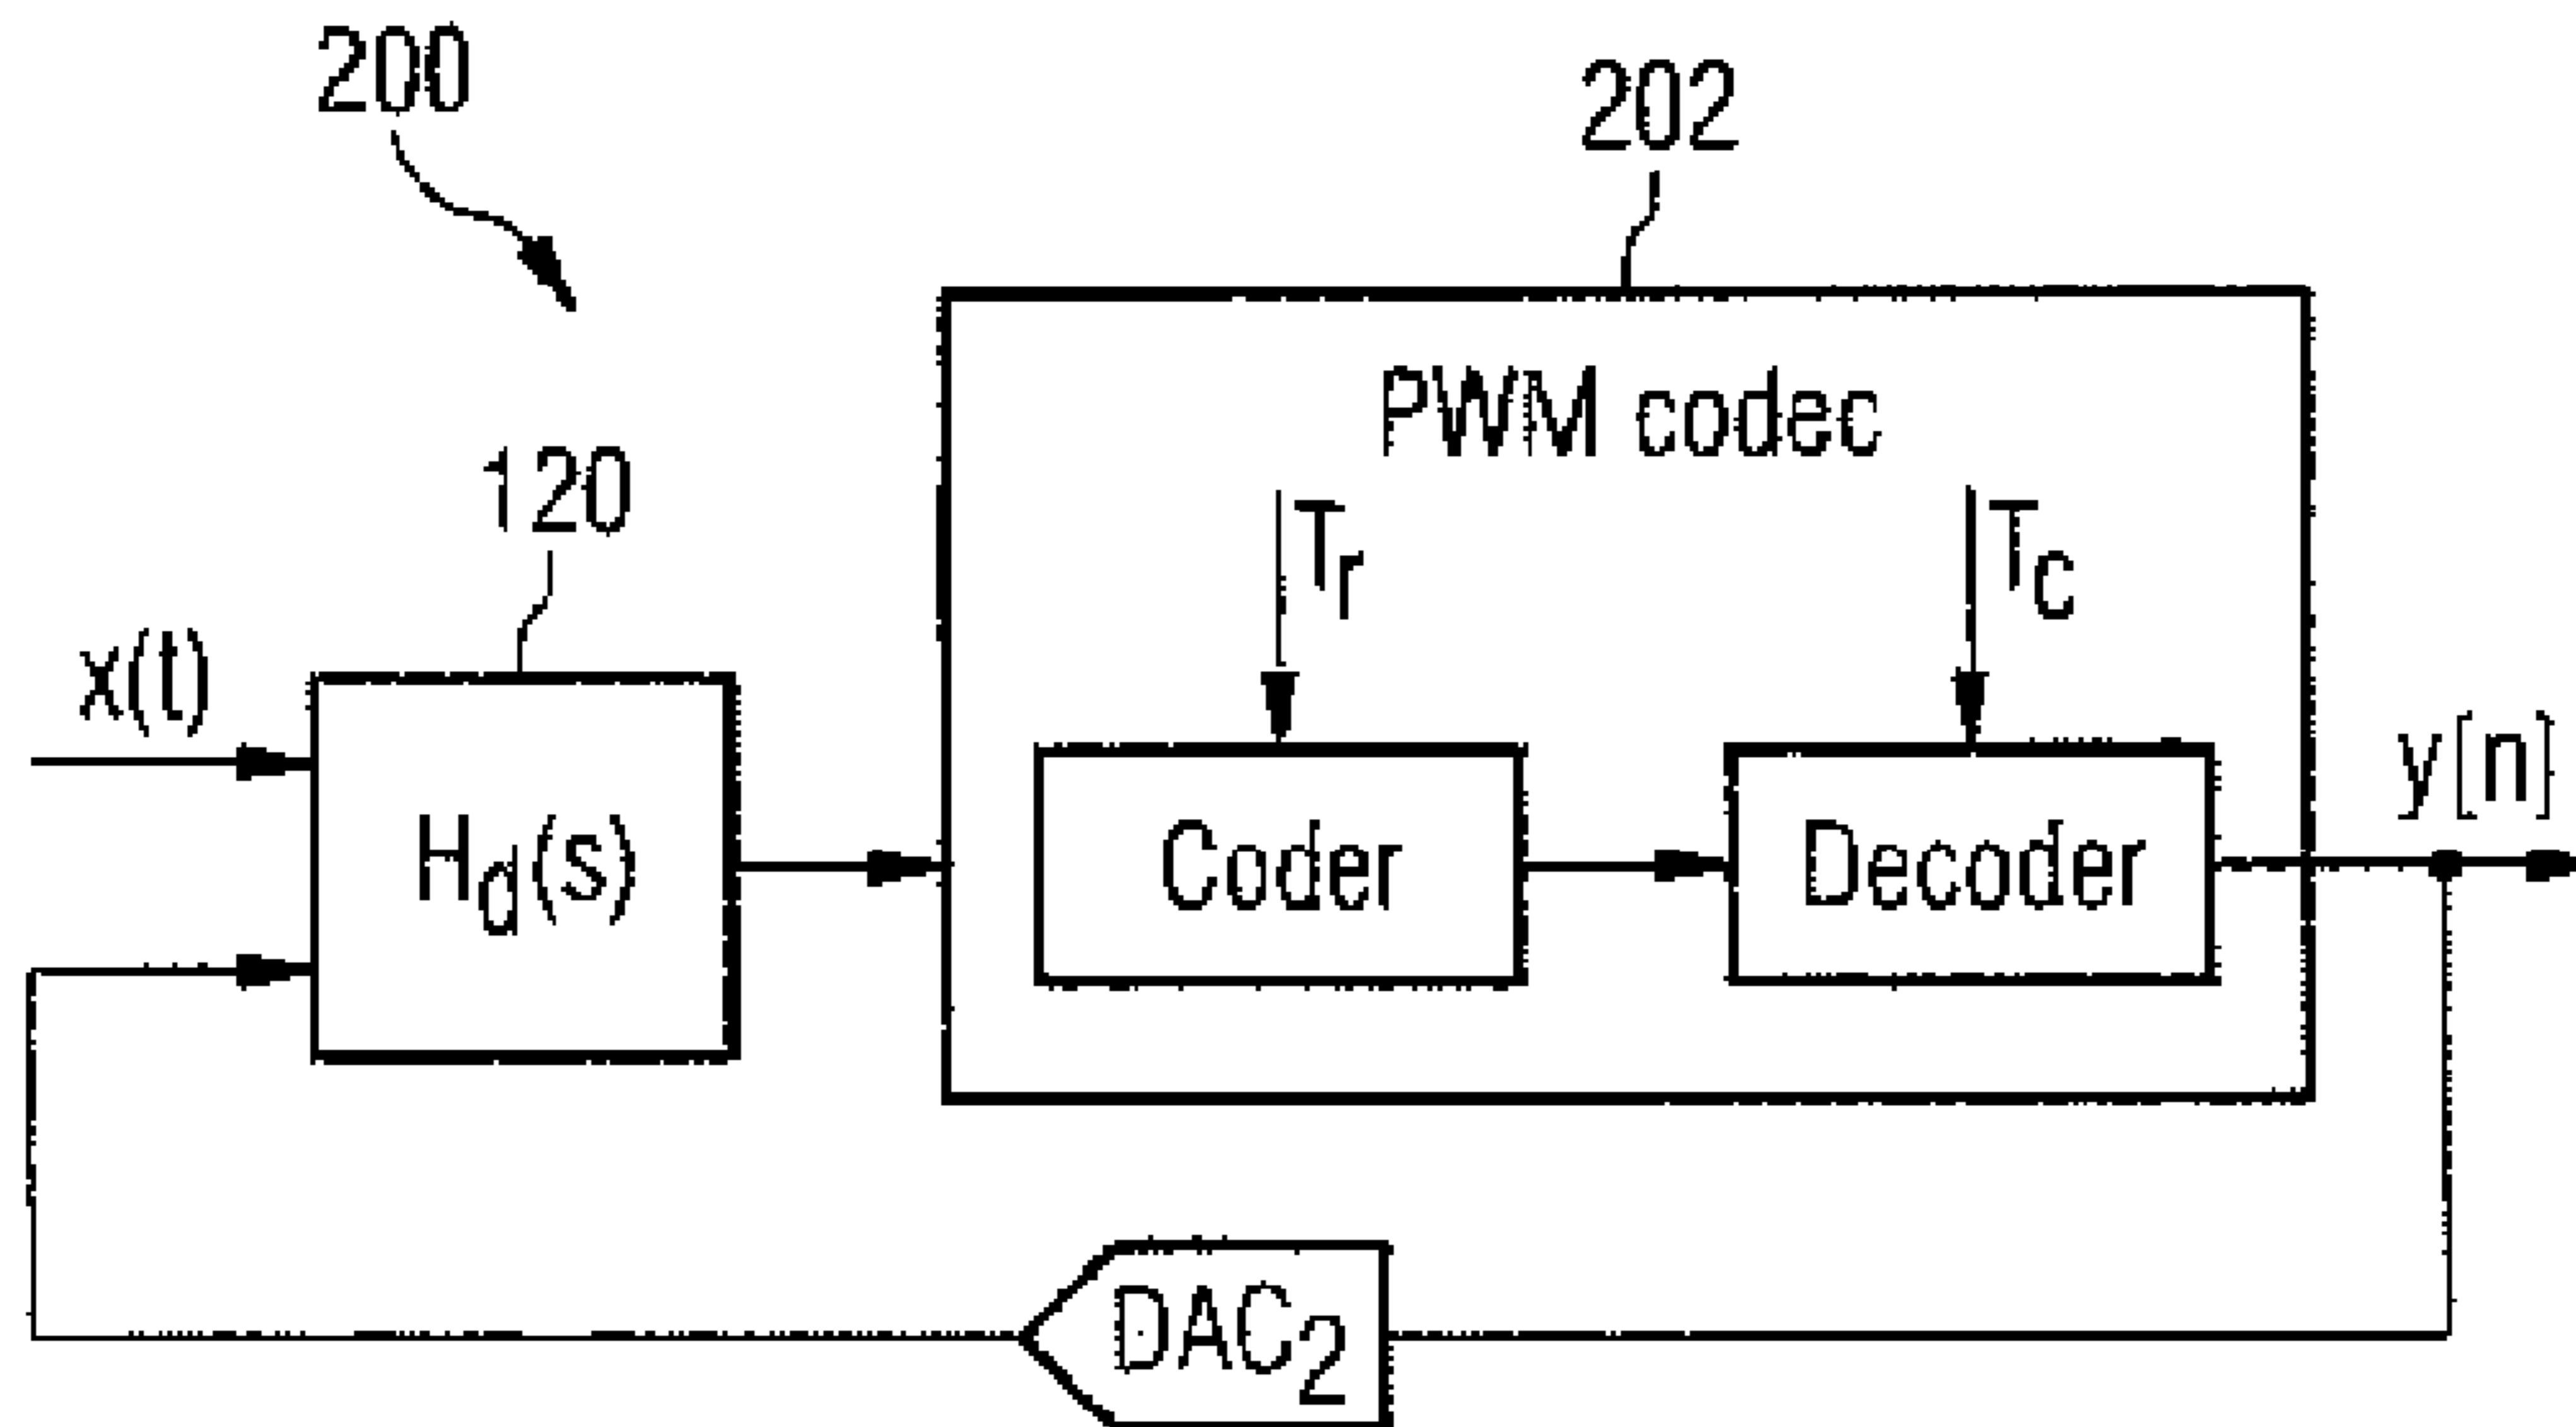 200
202
PWM codec
120
Tr
Tc
x(t)
y[n]
Hd(s)
Coder
Decoder
DAC2